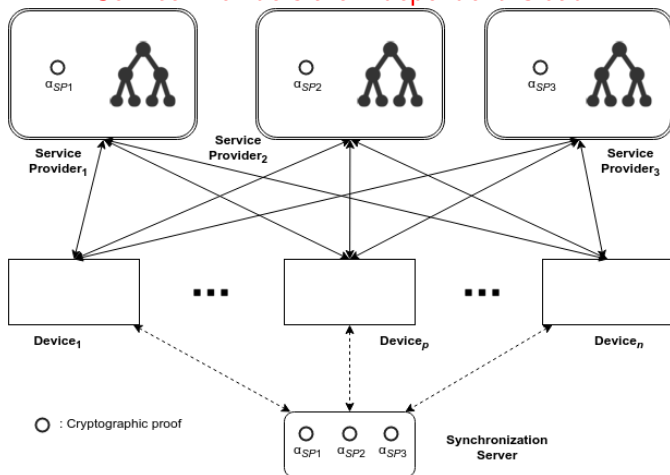 α_SP1
α_SP2
α_SP3
Service
Provider₁
Service
Provider₂
Service
Provider₃
Device₁
Device_p
Device_n
: Cryptographic proof
α_SP1 α_SP2 α_SP3
Synchronization
Server